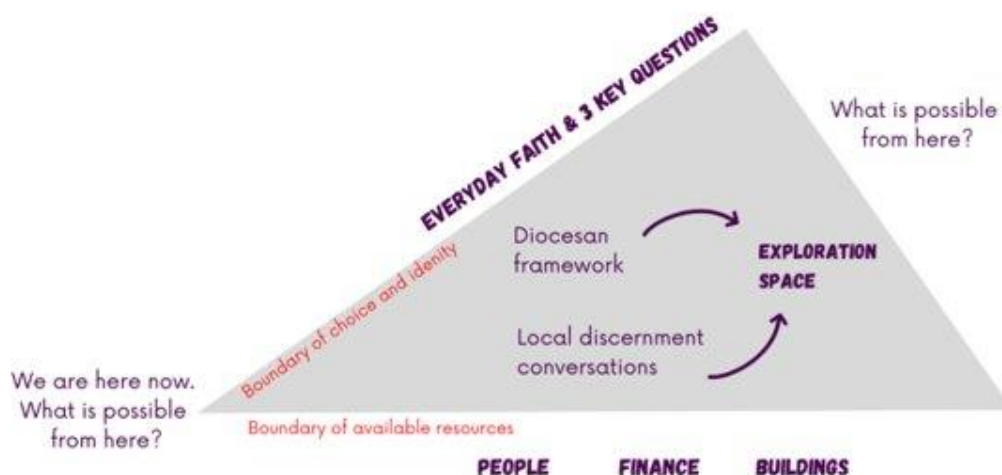 EVERYDAY FAITH & 3 KEY QUESTIONS
What is possible
from here?
Diocesan
framework
EXPLORATION
SPACE
Boundary of choice and idenity
Local discernment
conversations
We are here now.
What is possible
from here?
Boundary of available resources
PEOPLE FINANCE BUILDINGS